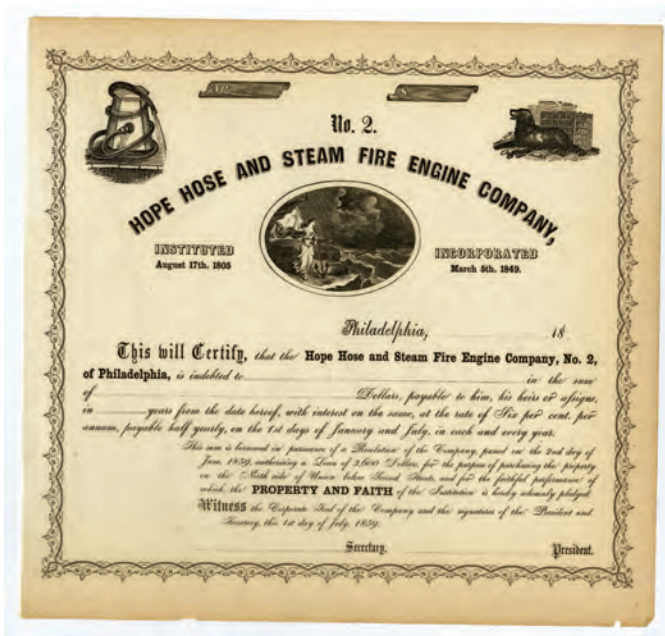 No. $
No. 2.
HOPE HOSE AND STEAM FIRE ENGINE COMPANY,
INSTITUTED
August 17th. 1805
INCORPORATED
March 5th. 1849.
Philadelphia, 18
This will Certify, that the Hope Hose and Steam Fire Engine Company, No. 2,
of Philadelphia, is indebted to in the sum
of Dollars, payable to him, his heirs or assigns,
in years from the date hereof, with interest on the same, at the rate of Six per cent. per
annum, payable half yearly, on the 1st days of January and July, in each and every year.
This sum is borrowed in pursuance of a Resolution of the Company, passed on the 2nd day of
June, 1859, authorising a Loan of 3,600 Dollars, for the purpose of purchasing the property
on the North side of Union below Second Streets, and for the faithful performance of
which, the PROPERTY AND FAITH of the Institution is hereby solemnly pledged.
Witness the Corporate Seal of the Company and the signatures of the President and
Secretary, this 1st day of July, 1859.
Secretary. President.